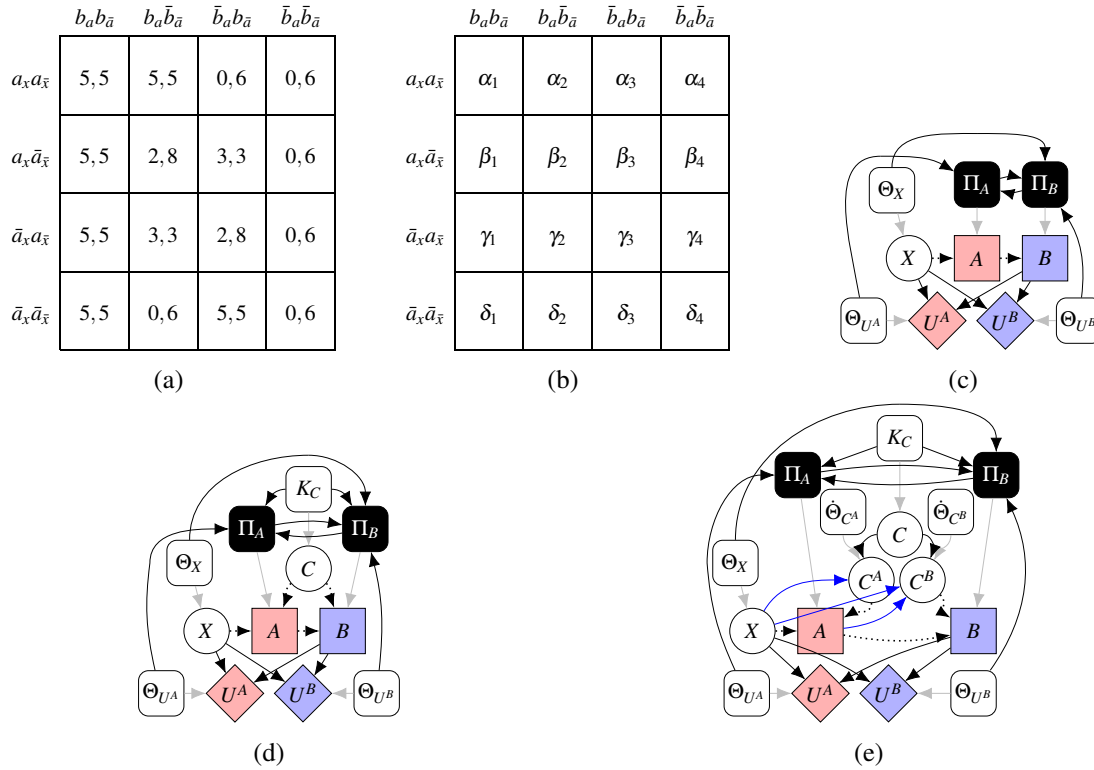 b_a b_ā b_a b̄_ā b̄_a b_ā b̄_a b̄_ā
a_x a_x̄ 5, 5 5, 5 0, 6 0, 6
a_x ā_x̄ 5, 5 2, 8 3, 3 0, 6
ā_x a_x̄ 5, 5 3, 3 2, 8 0, 6
ā_x ā_x̄ 5, 5 0, 6 5, 5 0, 6
(a)
b_a b_ā b_a b̄_ā b̄_a b_ā b̄_a b̄_ā
a_x a_x̄ α₁ α₂ α₃ α₄
a_x ā_x̄ β₁ β₂ β₃ β₄
ā_x a_x̄ γ₁ γ₂ γ₃ γ₄
ā_x ā_x̄ δ₁ δ₂ δ₃ δ₄
(b)
Θ_X Π_A Π_B
X A B
Θ_{U^A} U^A U^B Θ_{U^B}
(c)
K_C
Π_A Π_B
Θ_X C
X A B
Θ_{U^A} U^A U^B Θ_{U^B}
(d)
K_C
Π_A Π_B
Θ̇_{C^A} Θ̇_{C^B}
C
Θ_X C^A C^B
X A B
Θ_{U^A} U^A U^B Θ_{U^B}
(e)